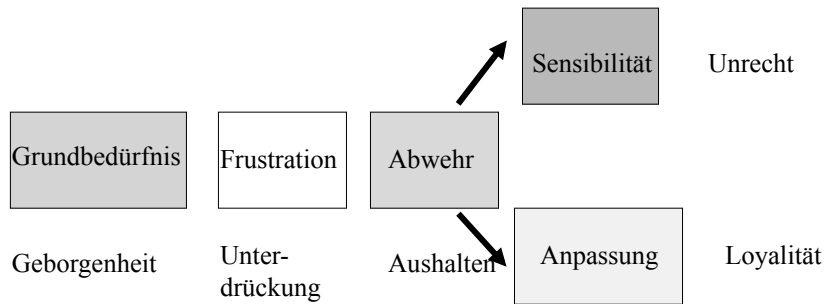 Sensibilität Unrecht
Grundbedürfnis Frustration Abwehr
Geborgenheit Unter-
drückung Aushalten Anpassung Loyalität